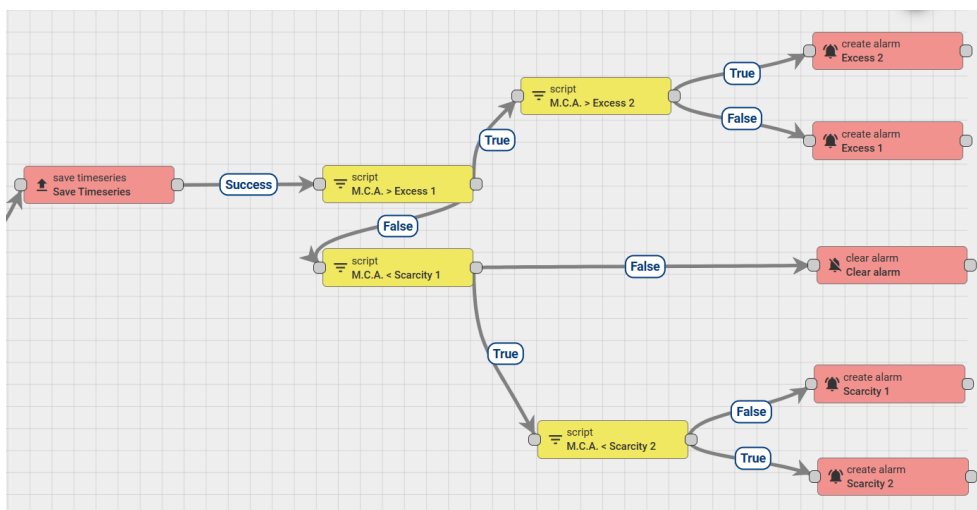 create alarm
Excess 2
True
script
M.C.A. > Excess 2
False
create alarm
Excess 1
True
save timeseries
Save Timeseries
Success
script
M.C.A. > Excess 1
False
script
M.C.A. < Scarcity 1
False
clear alarm
Clear alarm
True
create alarm
Scarcity 1
False
script
M.C.A. < Scarcity 2
True
create alarm
Scarcity 2